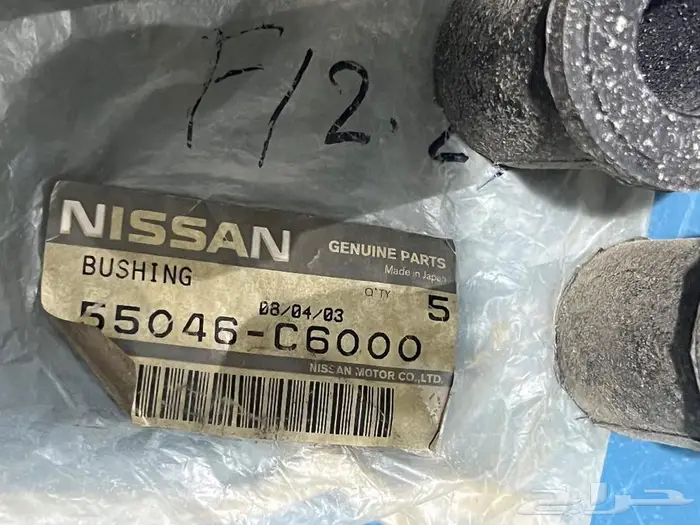 F12.
NISSAN
GENUINE PARTS
Made in Japan
BUSHING
Q'TY
08/04/03
5
55046-C6000
NISSAN MOTOR CO.,LTD.
حراج